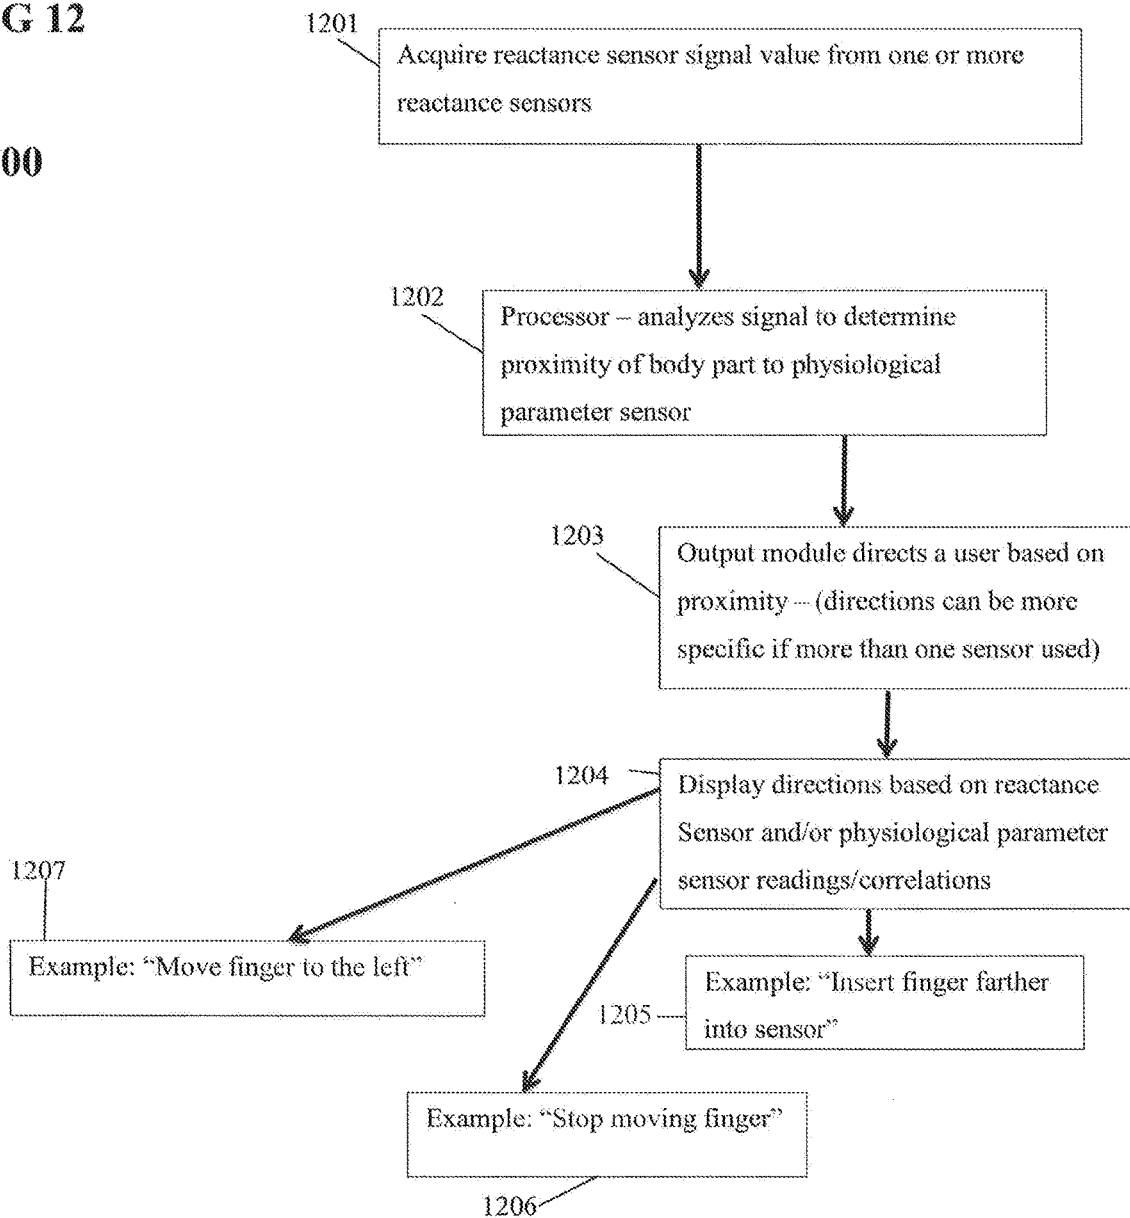 G 12
00
1201
Acquire reactance sensor signal value from one or more
reactance sensors
1202
Processor – analyzes signal to determine
proximity of body part to physiological
parameter sensor
1203
Output module directs a user based on
proximity – (directions can be more
specific if more than one sensor used)
1204
Display directions based on reactance
Sensor and/or physiological parameter
sensor readings/correlations
1207
Example: “Move finger to the left”
1205
Example: “Insert finger farther
into sensor”
Example: “Stop moving finger”
1206